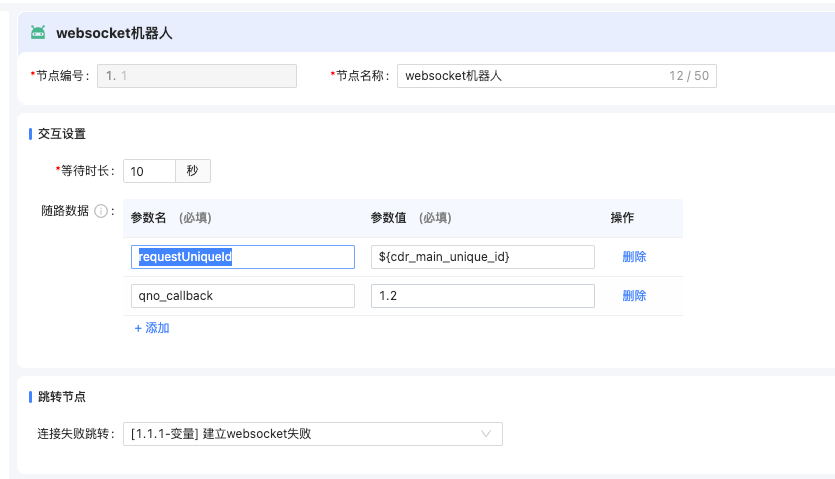 websocket机器人
*节点编号： 1. 1
*节点名称： websocket机器人 12 / 50
交互设置
*等待时长： 10 秒
随路数据 ⓘ： 参数名 (必填) 参数值 (必填) 操作
requestUniqueId ${cdr_main_unique_id} 删除
qno_callback 1.2 删除
+ 添加
跳转节点
连接失败跳转： [1.1.1-变量] 建立websocket失败